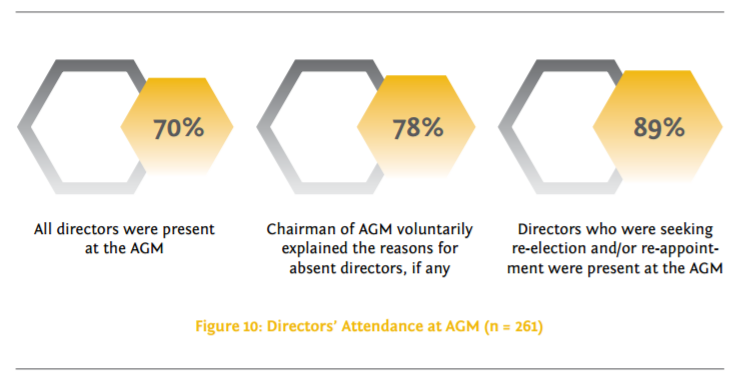 70%
78%
89%
All directors were present
at the AGM
Chairman of AGM voluntarily
explained the reasons for
absent directors, if any
Directors who were seeking
re-election and/or re-appoint-
ment were present at the AGM
Figure 10: Directors’ Attendance at AGM (n = 261)